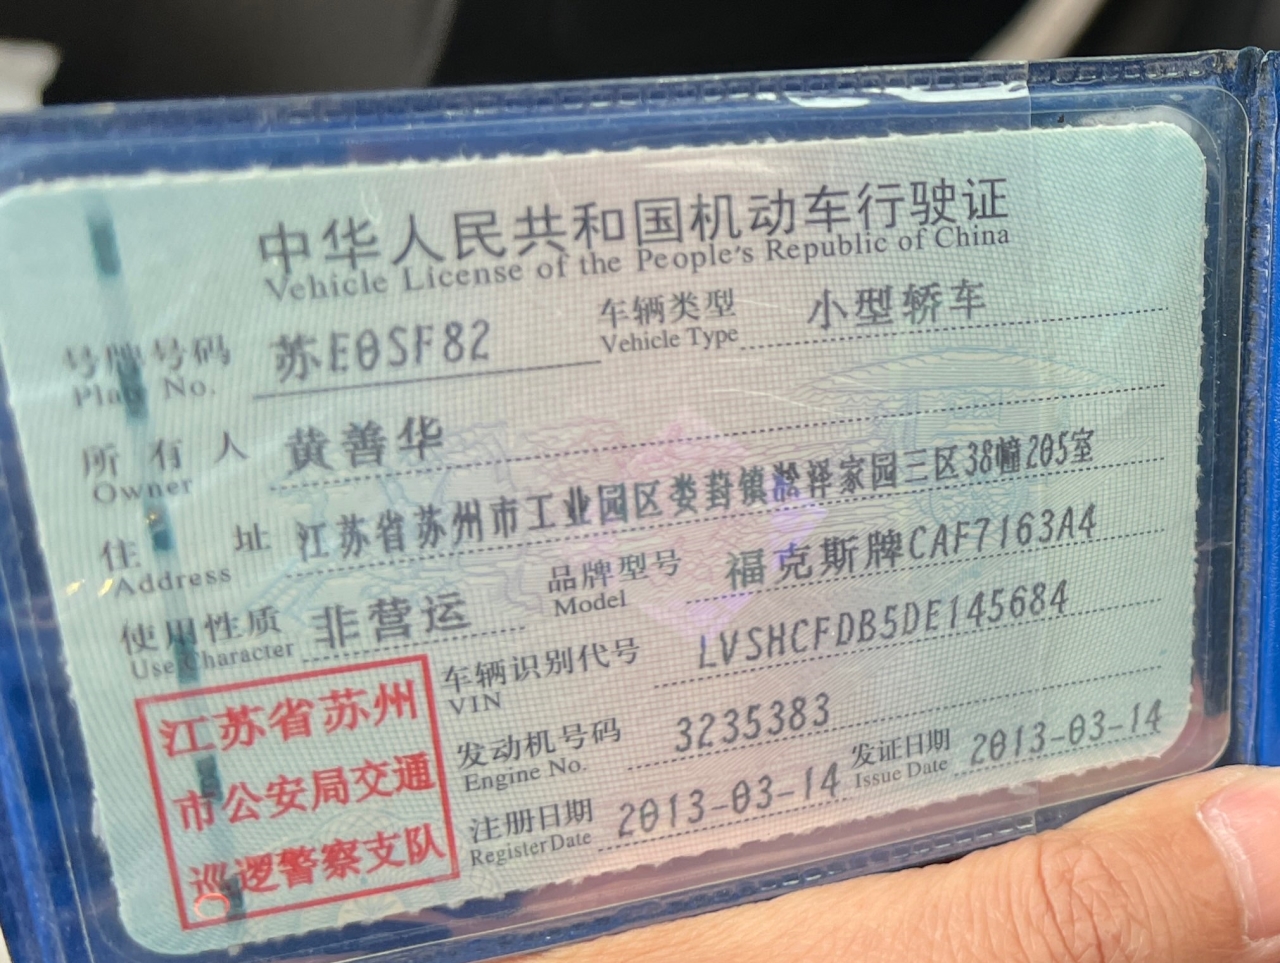 中华人民共和国机动车行驶证
Vehicle License of the People's Republic of China
号牌号码 苏E0SF82 车辆类型 小型轿车
Plate No. Vehicle Type
所有人 黄善华
Owner
住址 江苏省苏州市工业园区娄葑镇淞泽家园三区38幢205室
Address
品牌型号 福克斯牌CAF7163A4
Model
使用性质 非营运
Use Character
车辆识别代号 LVSHCFDB5DE145684
VIN
发动机号码 3235383
Engine No.
注册日期 2013-03-14 发证日期 2013-03-14
Register Date Issue Date
江苏省苏州
市公安局交通
巡逻警察支队